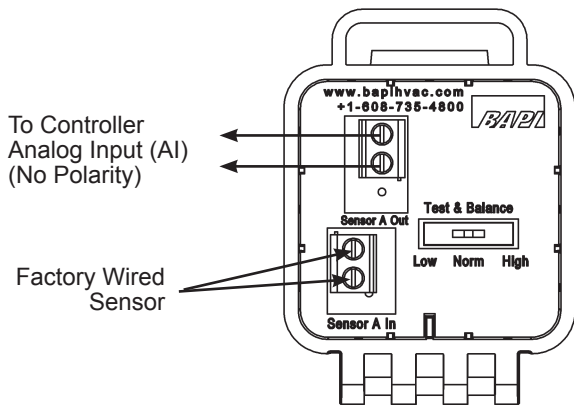 www.bapihvac.com
+1-608-735-4800
BAPI
To Controller
Analog Input (AI)
(No Polarity)
Sensor A Out
Test & Balance
Low Norm High
Factory Wired
Sensor
Sensor A In